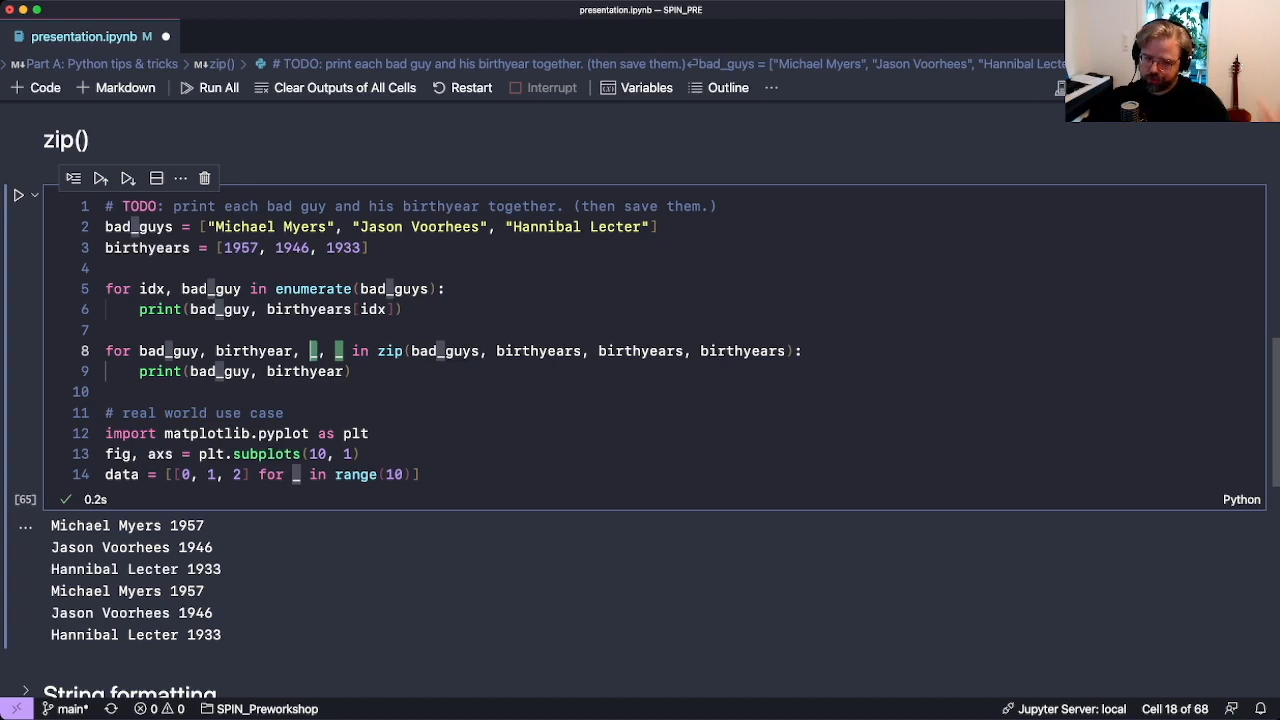 presentation.ipynb — SPIN_PRE
presentation.ipynb M
Part A: Python tips & tricks > zip() > # TODO: print each bad guy and his birthyear together. (then save them.)↵bad_guys = ["Michael Myers", "Jason Voorhees", "Hannibal Lecte
Code Markdown Run All Clear Outputs of All Cells Restart Interrupt Variables Outline ...
zip()
1 # TODO: print each bad guy and his birthyear together. (then save them.)
2 bad_guys = ["Michael Myers", "Jason Voorhees", "Hannibal Lecter"]
3 birthyears = [1957, 1946, 1933]
4
5 for idx, bad_guy in enumerate(bad_guys):
6 print(bad_guy, birthyears[idx])
7
8 for bad_guy, birthyear, _, _ in zip(bad_guys, birthyears, birthyears, birthyears):
9 print(bad_guy, birthyear)
10
11 # real world use case
12 import matplotlib.pyplot as plt
13 fig, axs = plt.subplots(10, 1)
14 data = [[0, 1, 2] for _ in range(10)]
[65] 0.2s Python
Michael Myers 1957
Jason Voorhees 1946
Hannibal Lecter 1933
Michael Myers 1957
Jason Voorhees 1946
Hannibal Lecter 1933
String formatting
main* 0 0 SPIN_Preworkshop Jupyter Server: local Cell 18 of 68